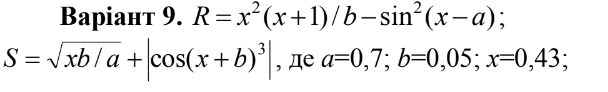 Варіант 9. R = x²(x+1)/b − sin²(x−a);
S = √(xb/a) + |cos(x+b)³|, де a=0,7; b=0,05; x=0,43;